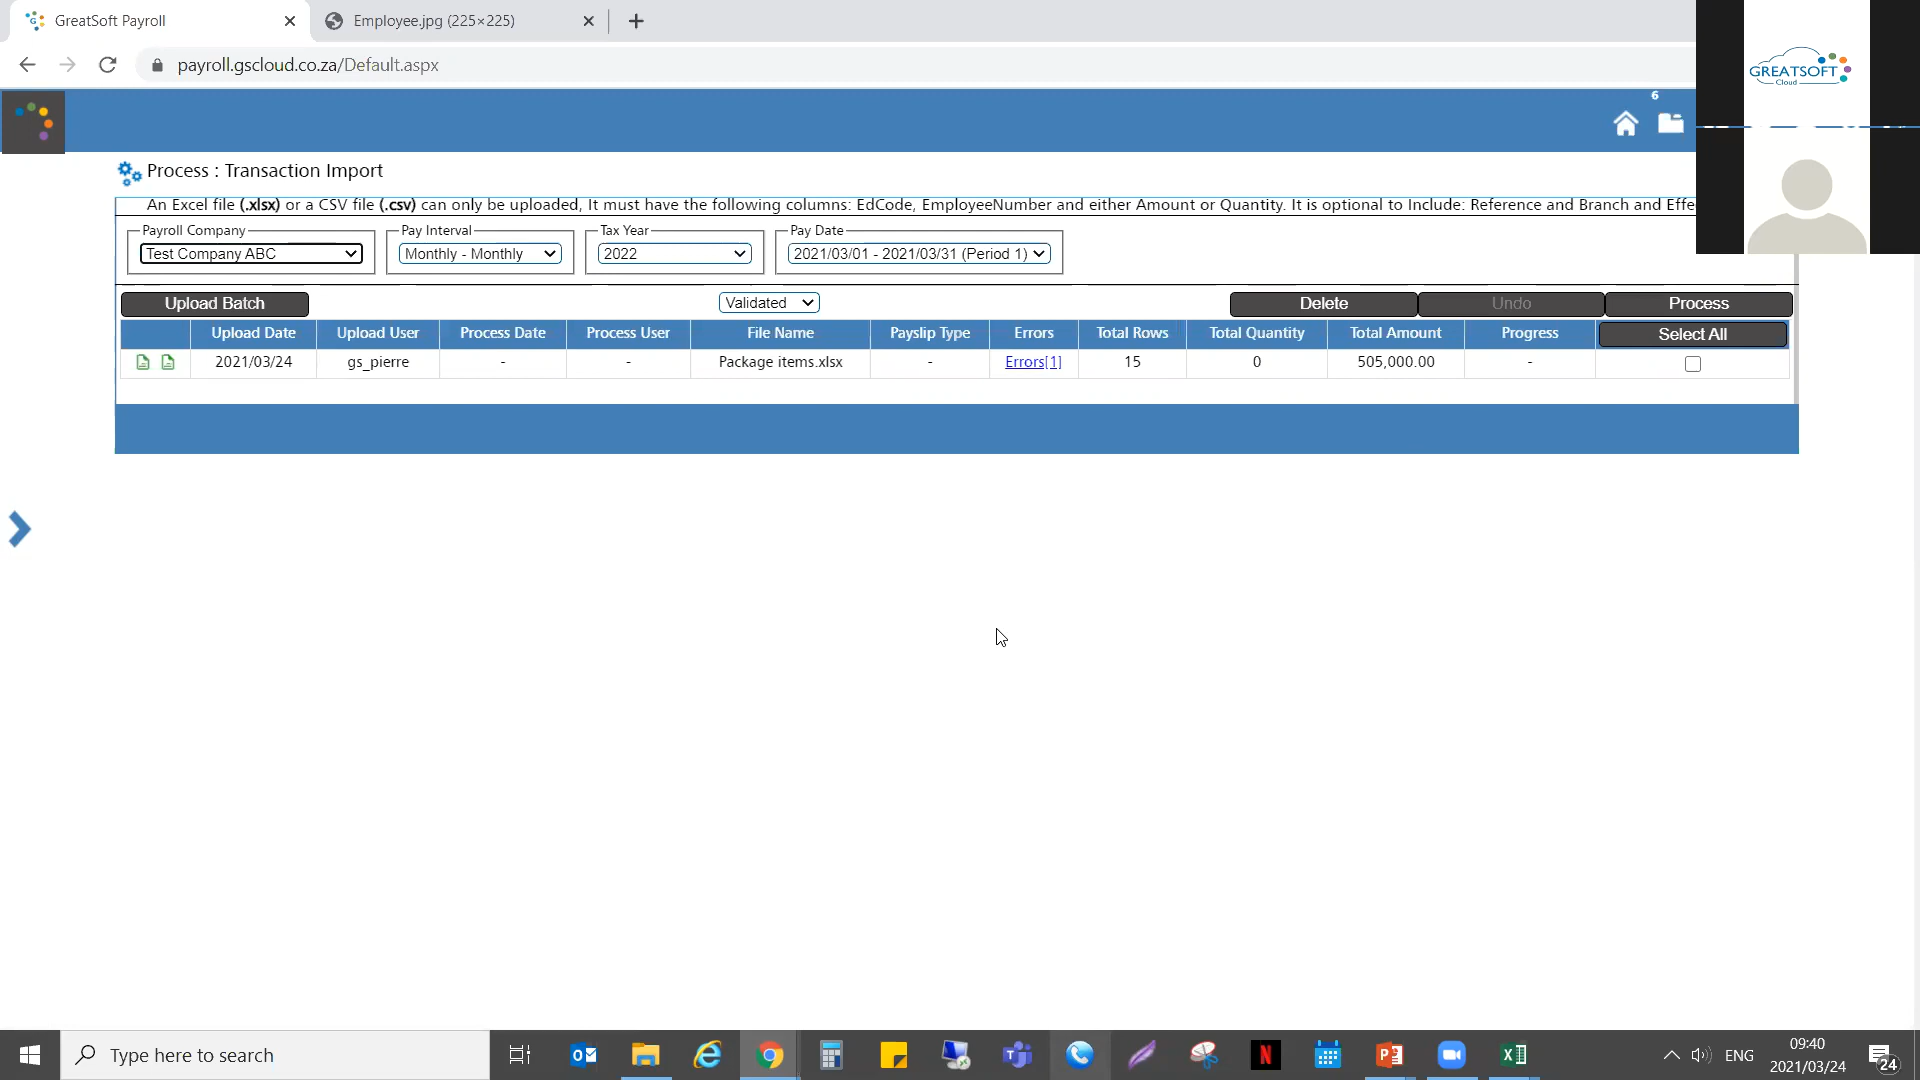 GreatSoft Payroll
Employee.jpg (225×225)
payroll.gscloud.co.za/Default.aspx
GREATSOFT
Cloud
6
Process : Transaction Import
An Excel file (.xlsx) or a CSV file (.csv) can only be uploaded, It must have the following columns: EdCode, EmployeeNumber and either Amount or Quantity. It is optional to Include: Reference and Branch and Effe
Payroll Company Pay Interval Tax Year Pay Date
Test Company ABC Monthly - Monthly 2022 2021/03/01 - 2021/03/31 (Period 1)
Upload Batch Validated Delete Undo Process
Upload Date Upload User Process Date Process User File Name Payslip Type Errors Total Rows Total Quantity Total Amount Progress Select All
2021/03/24 gs_pierre - - Package items.xlsx - Errors[1] 15 0 505,000.00 -
Type here to search
ENG
09:40
2021/03/24
24